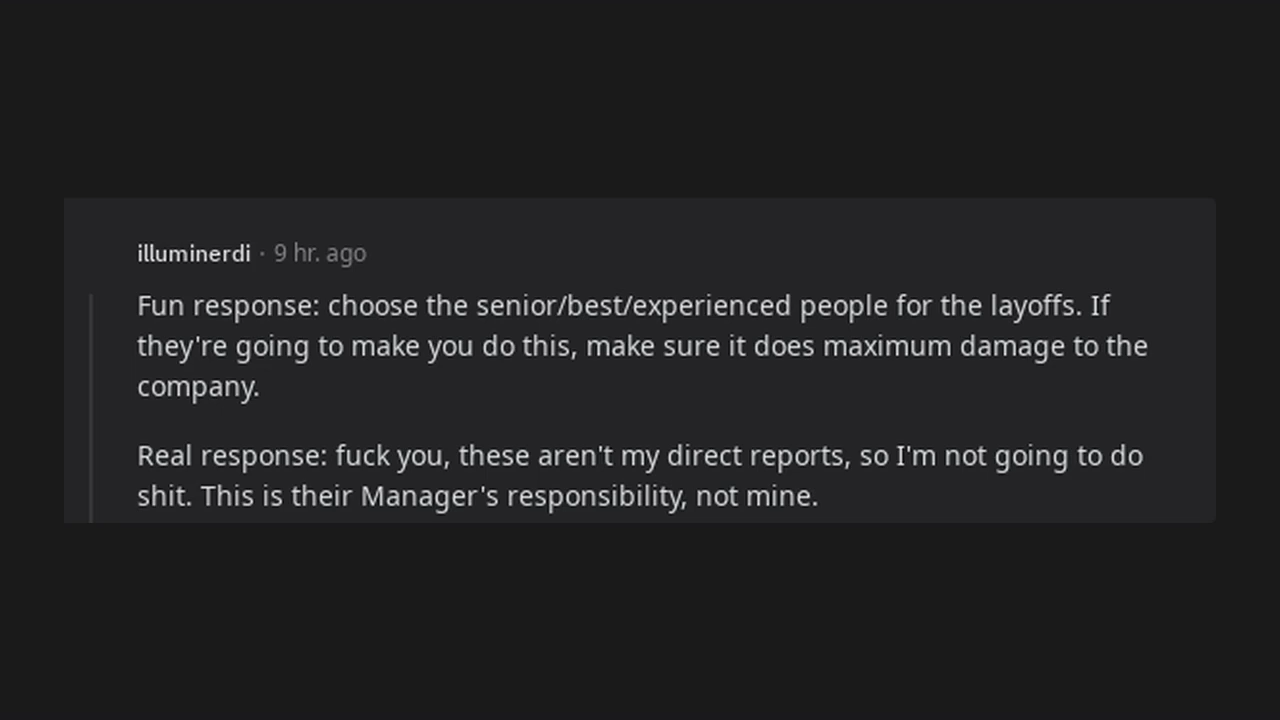 illuminerdi · 9 hr. ago
Fun response: choose the senior/best/experienced people for the layoffs. If
they're going to make you do this, make sure it does maximum damage to the
company.
Real response: fuck you, these aren't my direct reports, so I'm not going to do
shit. This is their Manager's responsibility, not mine.